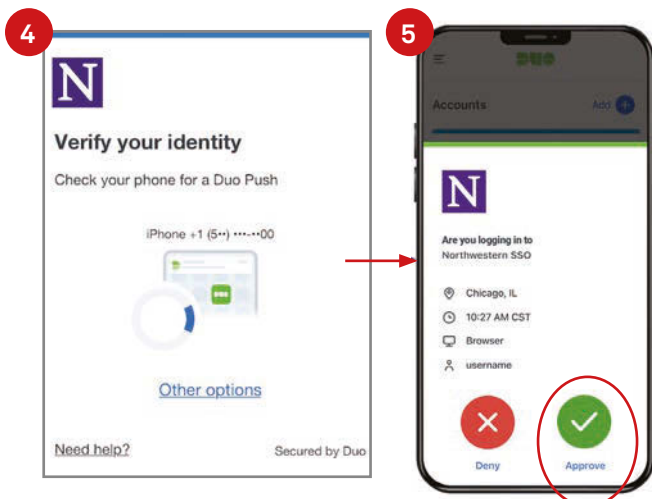 4
N
Verify your identity
Check your phone for a Duo Push
iPhone +1 (5••) •••-••00
DUO
Other options
Need help? Secured by Duo
5
DUO
Accounts Add
N
Are you logging in to
Northwestern SSO
Chicago, IL
10:27 AM CST
Browser
username
Deny Approve